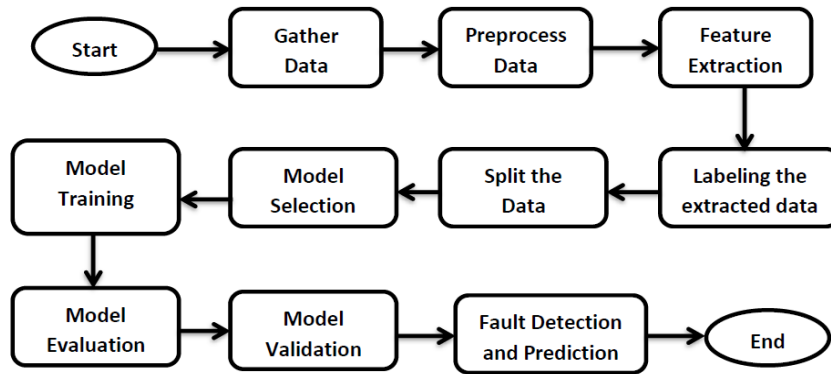 Start
Gather
Data
Preprocess
Data
Feature
Extraction
Labeling the
extracted data
Split the
Data
Model
Selection
Model
Training
Model
Evaluation
Model
Validation
Fault Detection
and Prediction
End